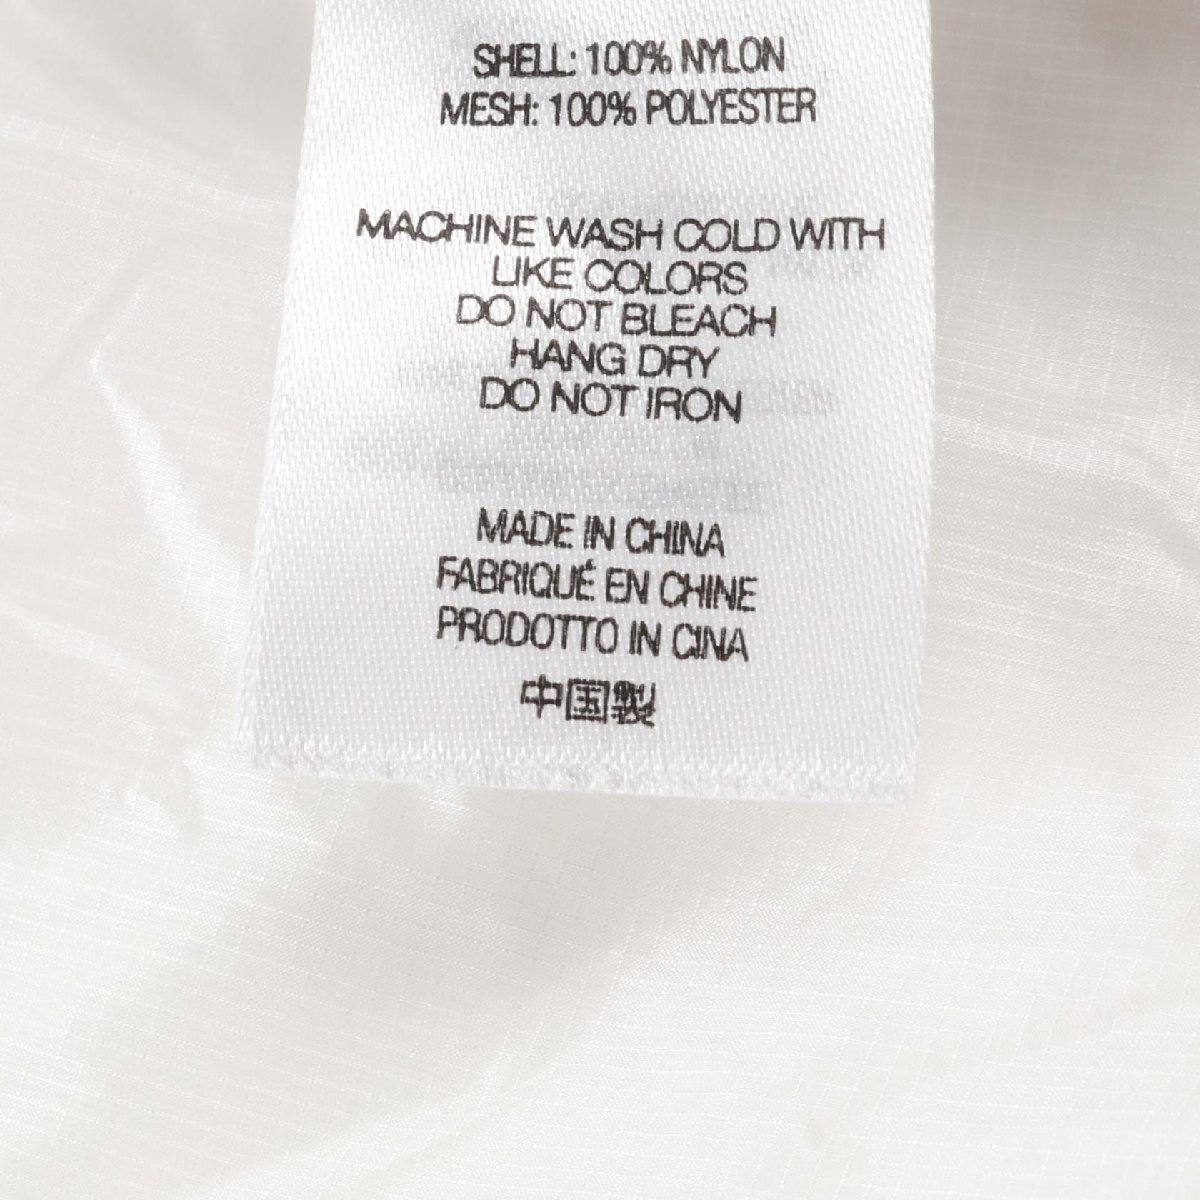 SHELL: 100% NYLON
MESH: 100% POLYESTER
MACHINE WASH COLD WITH
LIKE COLORS
DO NOT BLEACH
HANG DRY
DO NOT IRON
MADE IN CHINA
FABRIQUÉ EN CHINE
PRODOTTO IN CINA
中国製